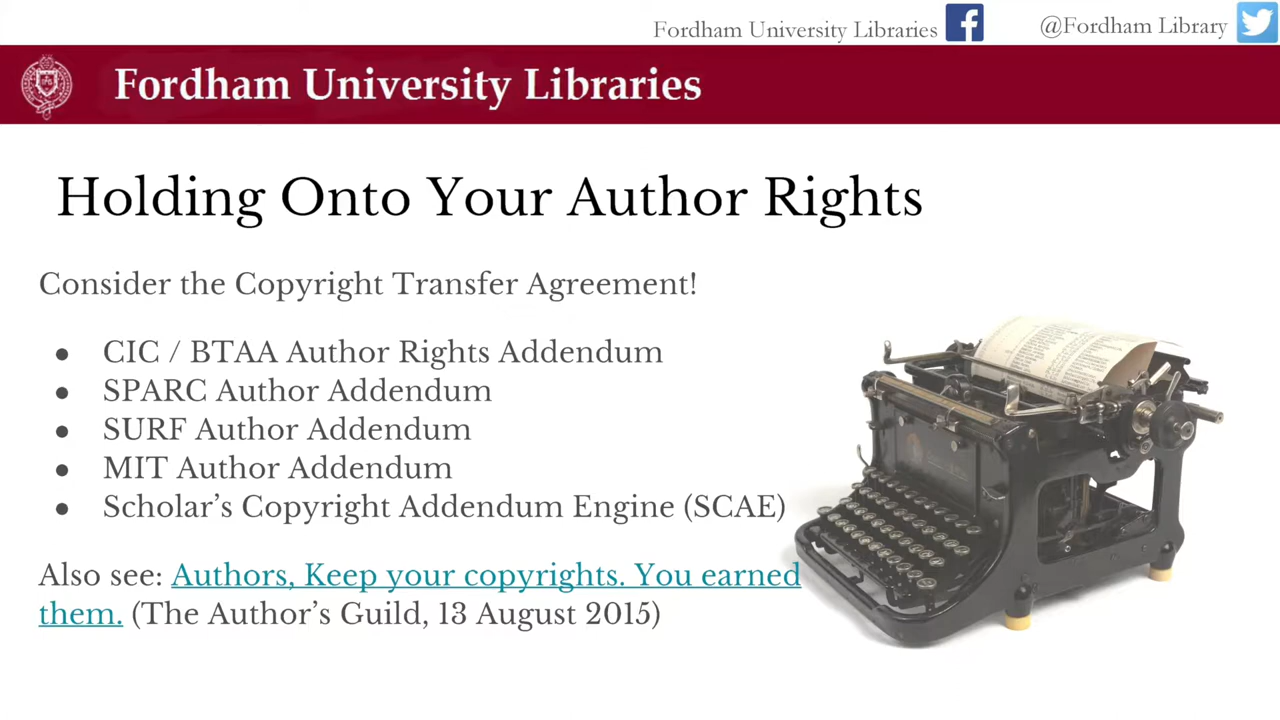 Fordham University Libraries
@Fordham Library
Fordham University Libraries
Holding Onto Your Author Rights
Consider the Copyright Transfer Agreement!
● CIC / BTAA Author Rights Addendum
● SPARC Author Addendum
● SURF Author Addendum
● MIT Author Addendum
● Scholar’s Copyright Addendum Engine (SCAE)
Also see: Authors, Keep your copyrights. You earned
them. (The Author’s Guild, 13 August 2015)